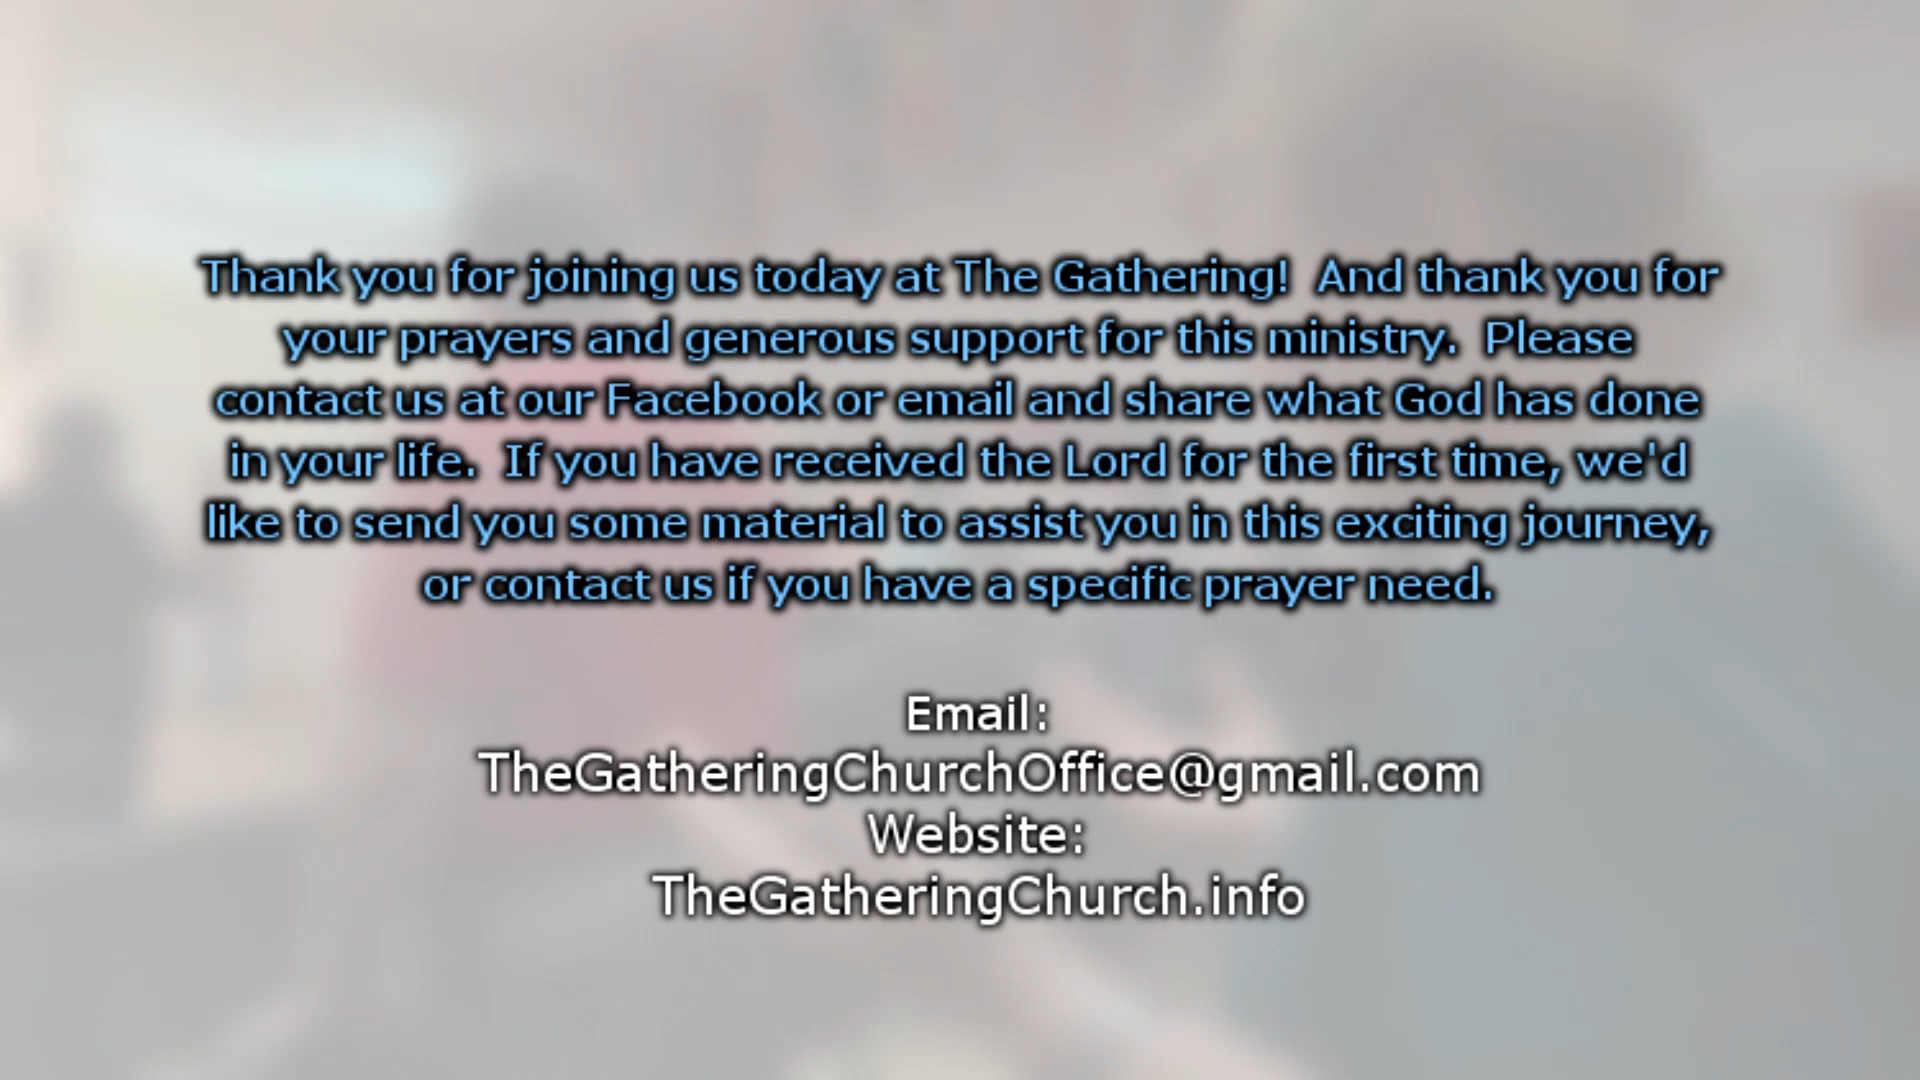 Thank you for joining us today at The Gathering!  And thank you for
your prayers and generous support for this ministry.  Please
contact us at our Facebook or email and share what God has done
in your life.  If you have received the Lord for the first time, we'd
like to send you some material to assist you in this exciting journey,
or contact us if you have a specific prayer need.
Email:
TheGatheringChurchOffice@gmail.com
Website:
TheGatheringChurch.info